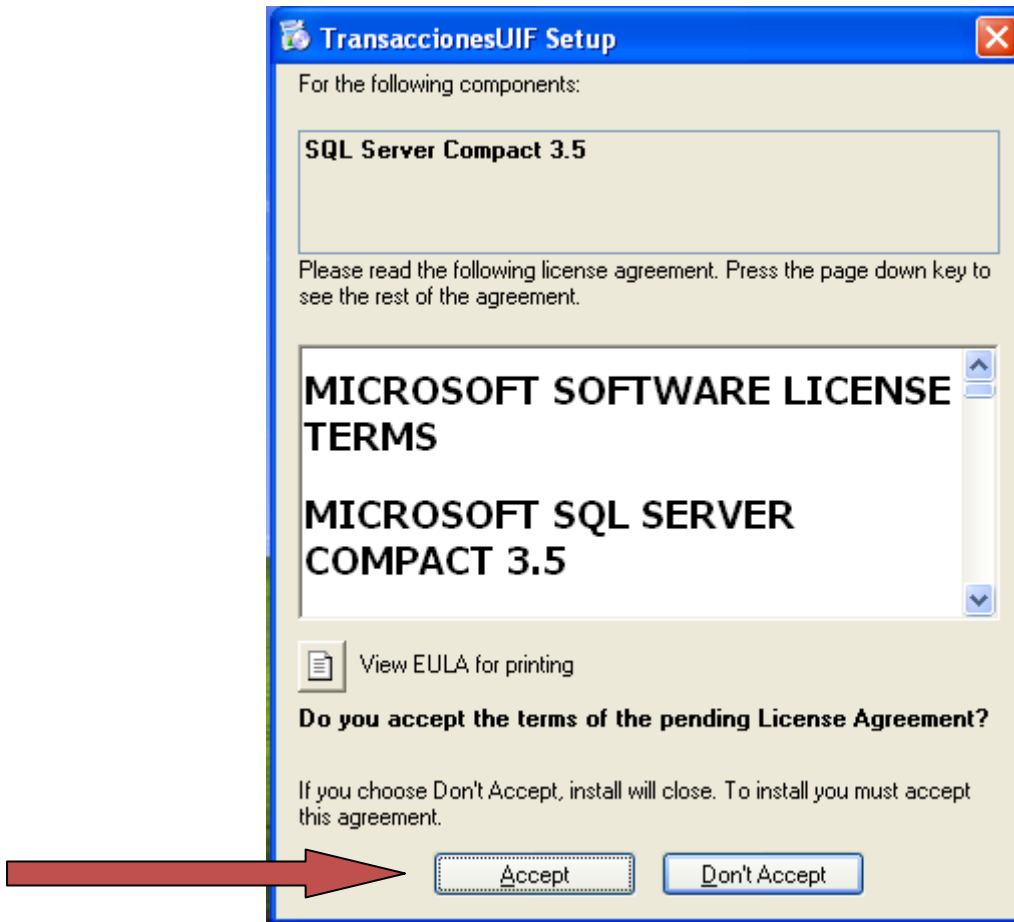 TransaccionesUIF Setup
For the following components:
SQL Server Compact 3.5
Please read the following license agreement. Press the page down key to
see the rest of the agreement.
MICROSOFT SOFTWARE LICENSE
TERMS
MICROSOFT SQL SERVER
COMPACT 3.5
View EULA for printing
Do you accept the terms of the pending License Agreement?
If you choose Don't Accept, install will close. To install you must accept
this agreement.
Accept Don't Accept